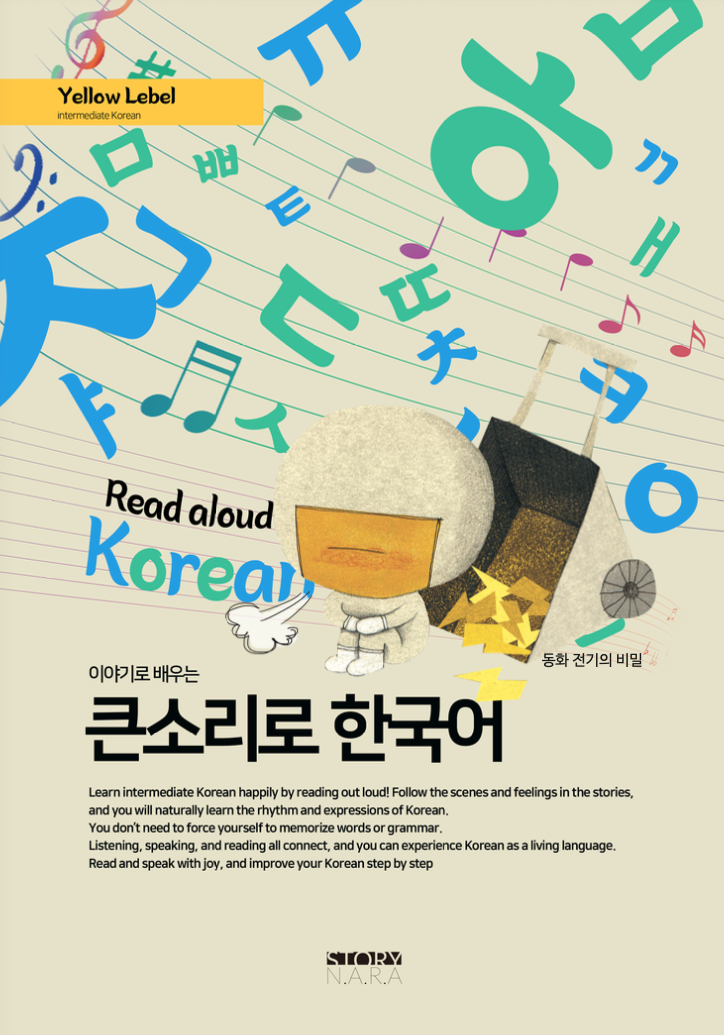 Yellow Lebel
intermediate Korean
ㅠ
ㅁ
ㅃ
ㅌ
아
ㄲ
ㅐ
지
ㄷ
ㄸ
ㅊ
ㅑ
ㅅ
ㅋ
ㅇ
Read aloud
Korean
동화 전기의 비밀
이야기로 배우는
큰소리로 한국어
Learn intermediate Korean happily by reading out loud! Follow the scenes and feelings in the stories,
and you will naturally learn the rhythm and expressions of Korean.
You don't need to force yourself to memorize words or grammar.
Listening, speaking, and reading all connect, and you can experience Korean as a living language.
Read and speak with joy, and improve your Korean step by step
STORY
N.A.R.A